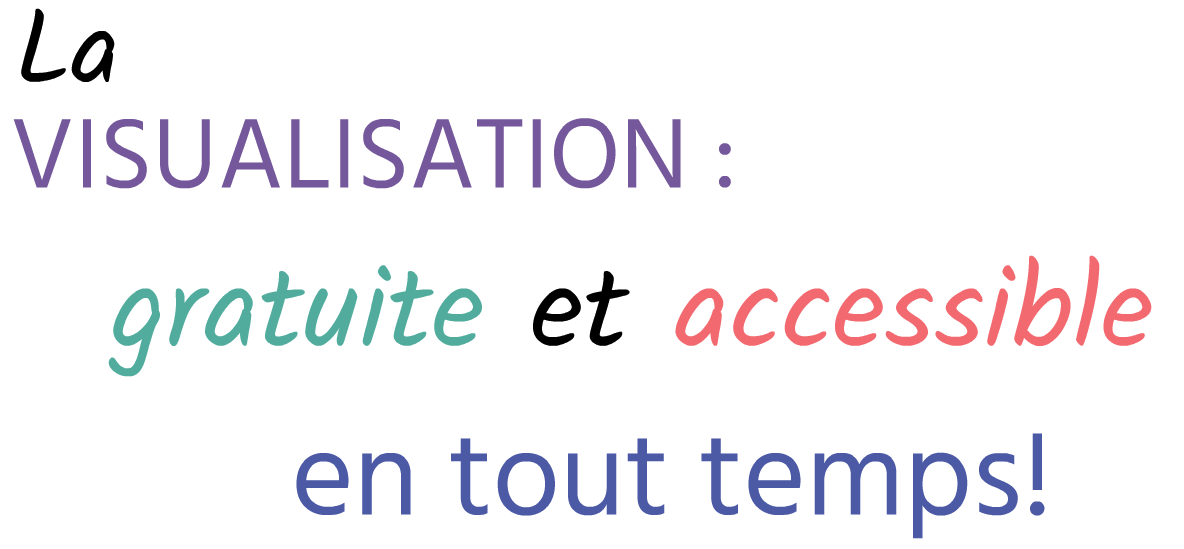 La
VISUALISATION :
gratuite et accessible
en tout temps!